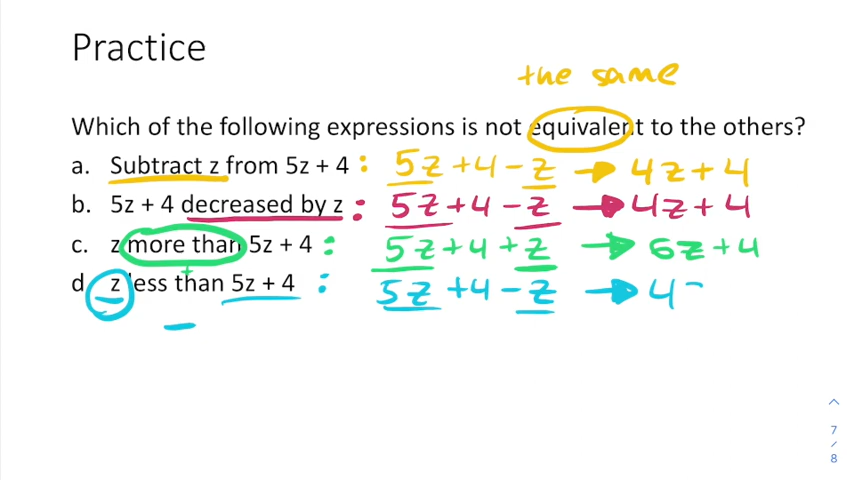 Practice
the same
Which of the following expressions is not equivalent to the others?
a. Subtract z from 5z + 4 : 5z + 4 - z → 4z + 4
b. 5z + 4 decreased by z : 5z + 4 - z → 4z + 4
c. z more than 5z + 4 : 5z + 4 + z → 6z + 4
+
d. z less than 5z + 4 : 5z + 4 - z → 4
7
/
8